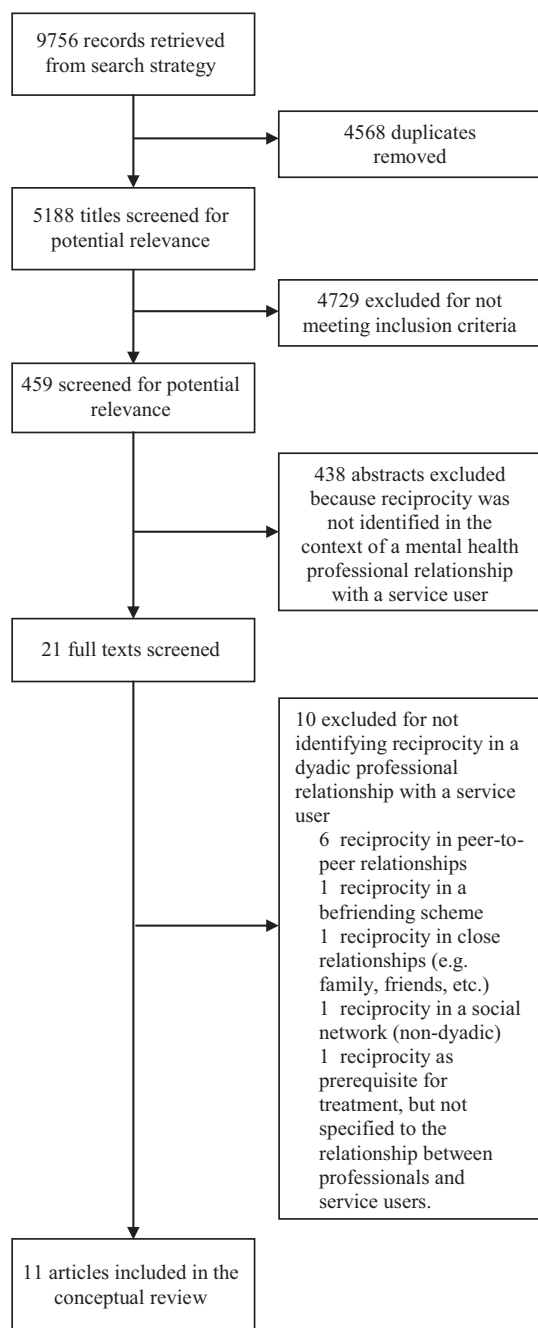 9756 records retrieved
from search strategy
4568 duplicates
removed
5188 titles screened for
potential relevance
4729 excluded for not
meeting inclusion criteria
459 screened for potential
relevance
438 abstracts excluded
because reciprocity was
not identified in the
context of a mental health
professional relationship
with a service user
21 full texts screened
10 excluded for not
identifying reciprocity in a
dyadic professional
relationship with a service
user
6 reciprocity in peer-to-
peer relationships
1 reciprocity in a
befriending scheme
1 reciprocity in close
relationships (e.g.
family, friends, etc.)
1 reciprocity in a social
network (non-dyadic)
1 reciprocity as
prerequisite for
treatment, but not
specified to the
relationship between
professionals and
service users.
11 articles included in the
conceptual review